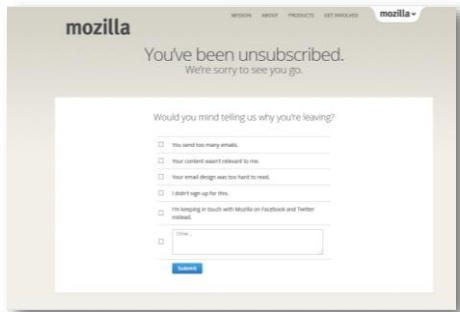 MISSION ABOUT PRODUCTS GET INVOLVED mozilla
mozilla
You've been unsubscribed.
We're sorry to see you go.
Would you mind telling us why you're leaving?
You send too many emails.
Your content wasn't relevant to me.
Your email design was too hard to read.
I didn't sign up for this.
I'm keeping in touch with Mozilla on Facebook and Twitter
instead.
Other...
Submit